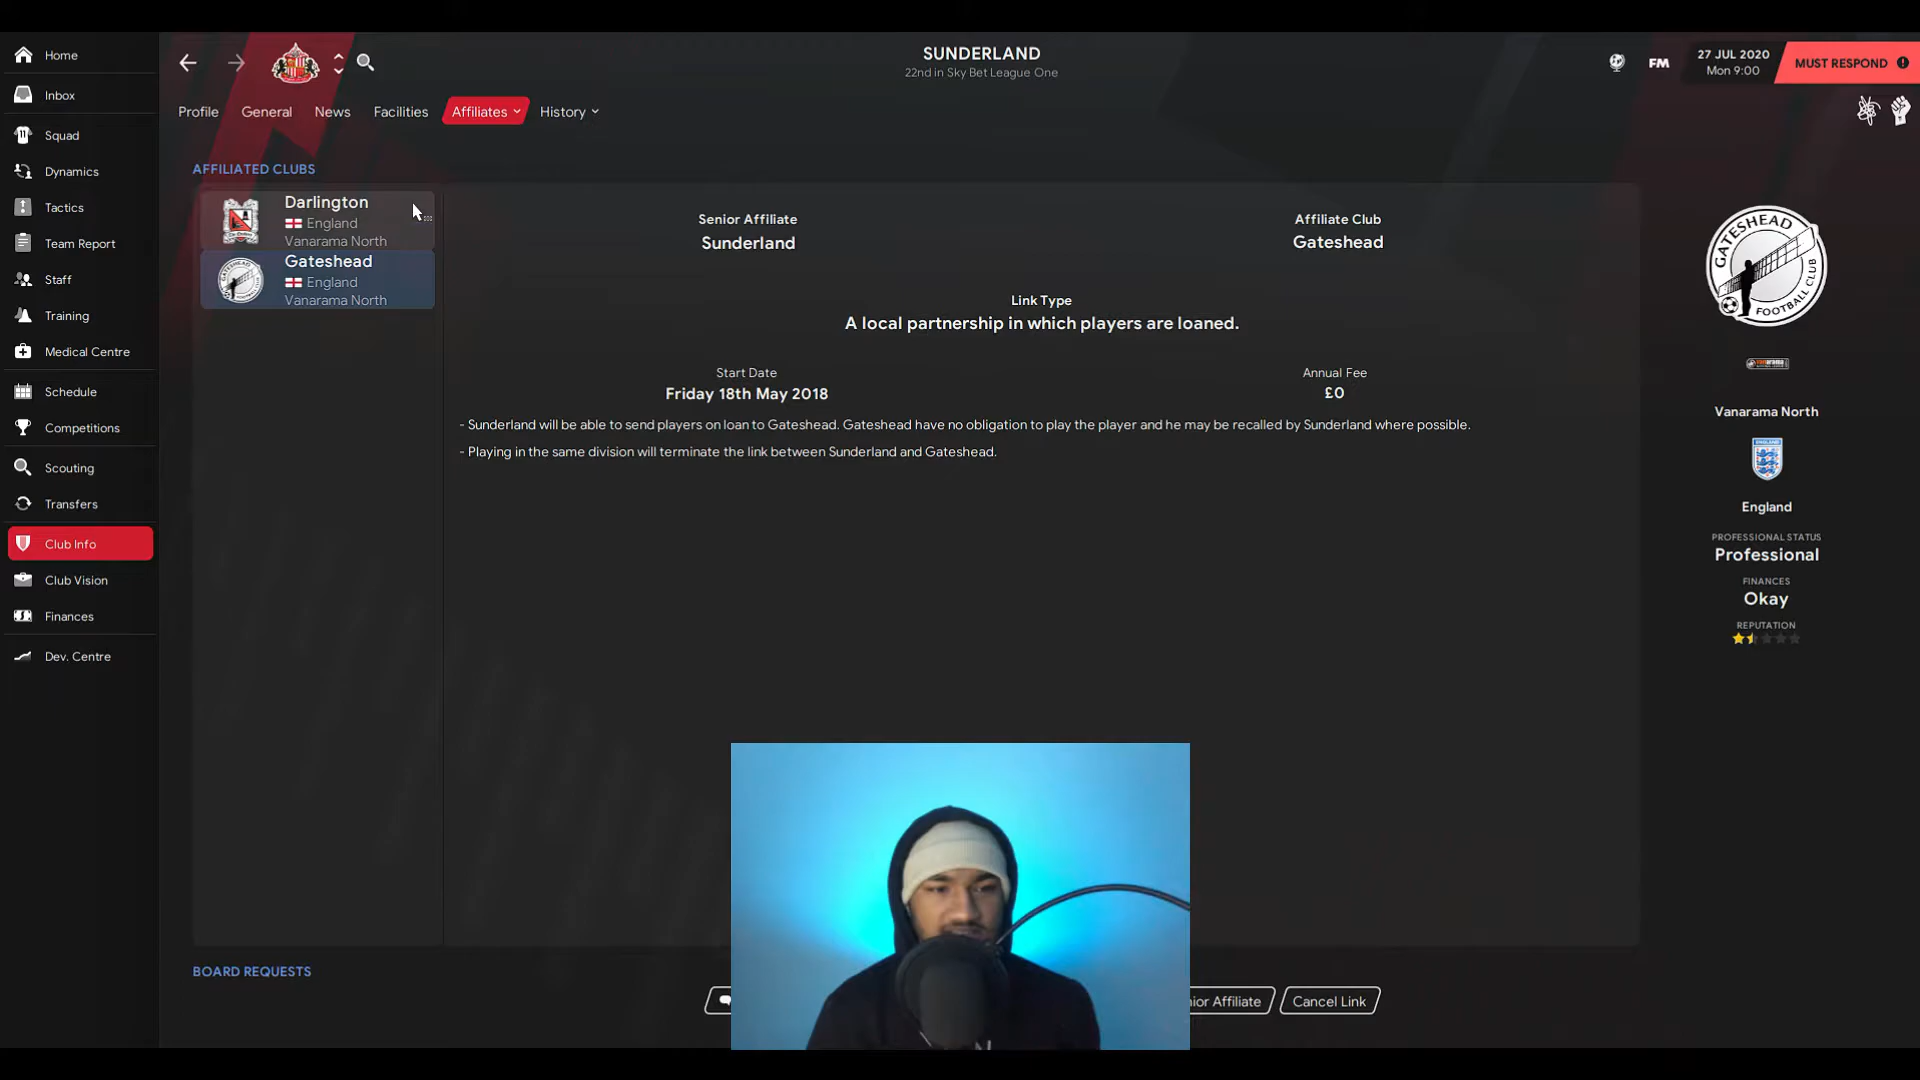 Home
Inbox
Squad
Dynamics
Tactics
Team Report
Staff
Training
Medical Centre
Schedule
Competitions
Scouting
Transfers
Club Info
Club Vision
Finances
Dev. Centre
SUNDERLAND
22nd in Sky Bet League One
FM
27 JUL 2020
Mon 9:00
MUST RESPOND
Profile
General
News
Facilities
Affiliates
History
AFFILIATED CLUBS
Darlington
England
Vanarama North
Gateshead
England
Vanarama North
Senior Affiliate
Sunderland
Affiliate Club
Gateshead
Link Type
A local partnership in which players are loaned.
Start Date
Friday 18th May 2018
Annual Fee
£0
- Sunderland will be able to send players on loan to Gateshead. Gateshead have no obligation to play the player and he may be recalled by Sunderland where possible.
- Playing in the same division will terminate the link between Sunderland and Gateshead.
GATESHEAD
FOOTBALL CLUB
Vanarama North
ENGLAND
England
PROFESSIONAL STATUS
Professional
FINANCES
Okay
REPUTATION
BOARD REQUESTS
ior Affiliate
Cancel Link